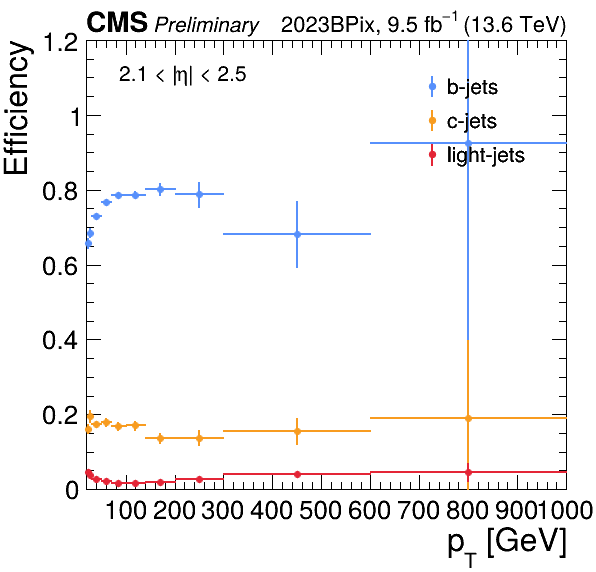 CMS Preliminary 2023BPix, 9.5 fb⁻¹ (13.6 TeV)
2.1 < |η| < 2.5
b-jets
c-jets
light-jets
Efficiency
1.2
1
0.8
0.6
0.4
0.2
0
100 200 300 400 500 600 700 800 900 1000
p_T [GeV]